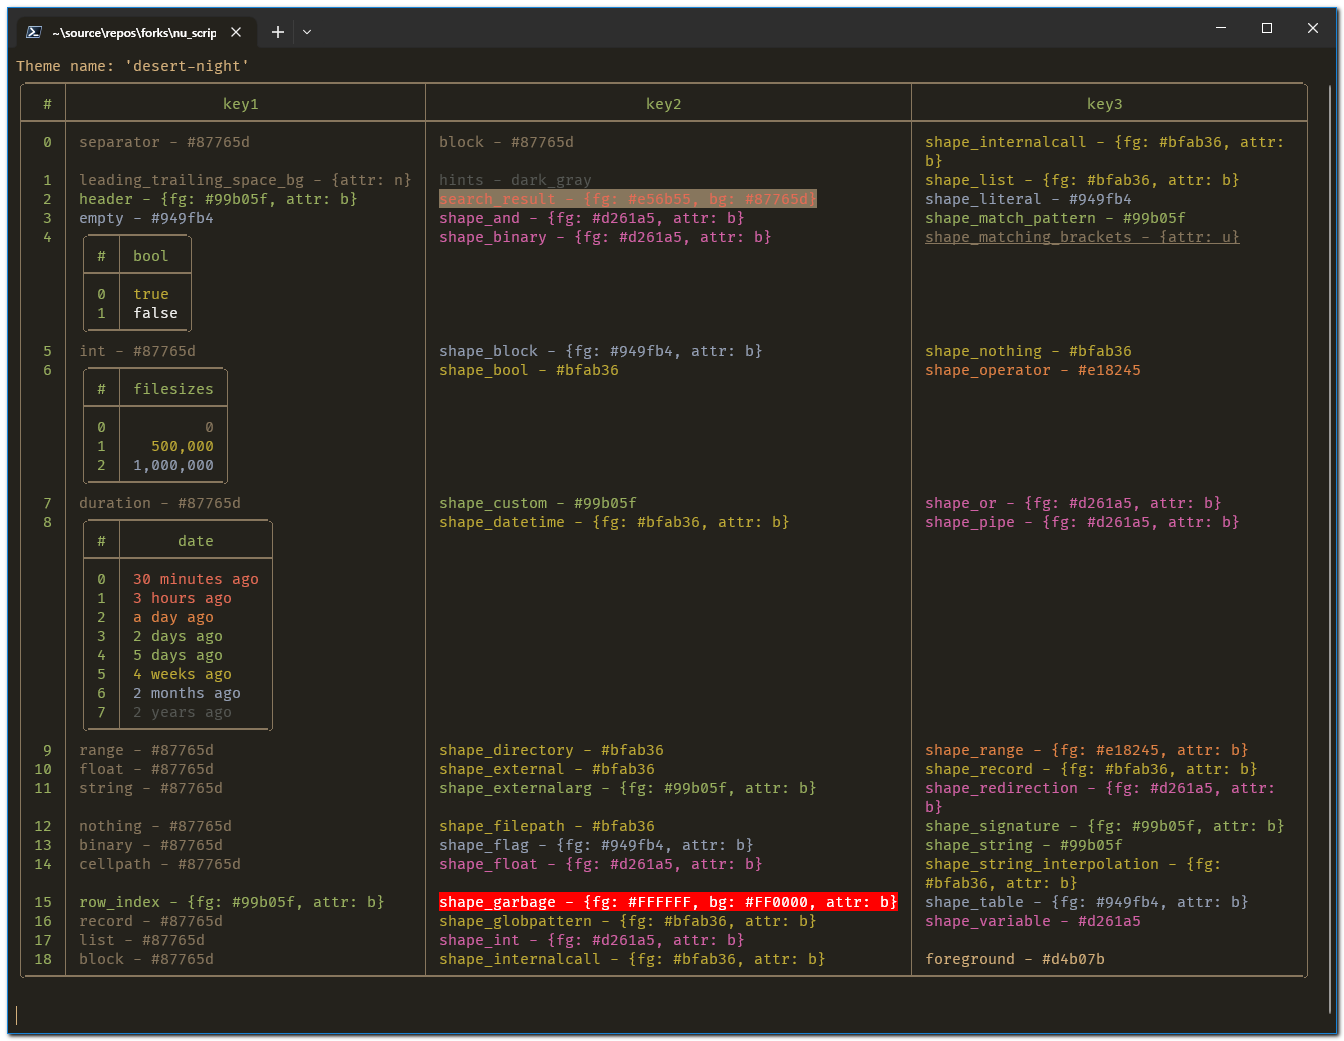 ~\source\repos\forks\nu_scrip
Theme name: 'desert-night'
# key1 key2 key3
0 separator - #87765d block - #87765d shape_internalcall - {fg: #bfab36, attr:
b}
1 leading_trailing_space_bg - {attr: n} hints - dark_gray shape_list - {fg: #bfab36, attr: b}
2 header - {fg: #99b05f, attr: b} search_result - {fg: #e56b55, bg: #87765d} shape_literal - #949fb4
3 empty - #949fb4 shape_and - {fg: #d261a5, attr: b} shape_match_pattern - #99b05f
4 shape_binary - {fg: #d261a5, attr: b} shape_matching_brackets - {attr: u}
# bool
0 true
1 false
5 int - #87765d shape_block - {fg: #949fb4, attr: b} shape_nothing - #bfab36
6 shape_bool - #bfab36 shape_operator - #e18245
# filesizes
0 0
1 500,000
2 1,000,000
7 duration - #87765d shape_custom - #99b05f shape_or - {fg: #d261a5, attr: b}
8 shape_datetime - {fg: #bfab36, attr: b} shape_pipe - {fg: #d261a5, attr: b}
# date
0 30 minutes ago
1 3 hours ago
2 a day ago
3 2 days ago
4 5 days ago
5 4 weeks ago
6 2 months ago
7 2 years ago
9 range - #87765d shape_directory - #bfab36 shape_range - {fg: #e18245, attr: b}
10 float - #87765d shape_external - #bfab36 shape_record - {fg: #bfab36, attr: b}
11 string - #87765d shape_externalarg - {fg: #99b05f, attr: b} shape_redirection - {fg: #d261a5, attr:
b}
12 nothing - #87765d shape_filepath - #bfab36 shape_signature - {fg: #99b05f, attr: b}
13 binary - #87765d shape_flag - {fg: #949fb4, attr: b} shape_string - #99b05f
14 cellpath - #87765d shape_float - {fg: #d261a5, attr: b} shape_string_interpolation - {fg:
#bfab36, attr: b}
15 row_index - {fg: #99b05f, attr: b} shape_garbage - {fg: #FFFFFF, bg: #FF0000, attr: b} shape_table - {fg: #949fb4, attr: b}
16 record - #87765d shape_globpattern - {fg: #bfab36, attr: b} shape_variable - #d261a5
17 list - #87765d shape_int - {fg: #d261a5, attr: b}
18 block - #87765d shape_internalcall - {fg: #bfab36, attr: b} foreground - #d4b07b